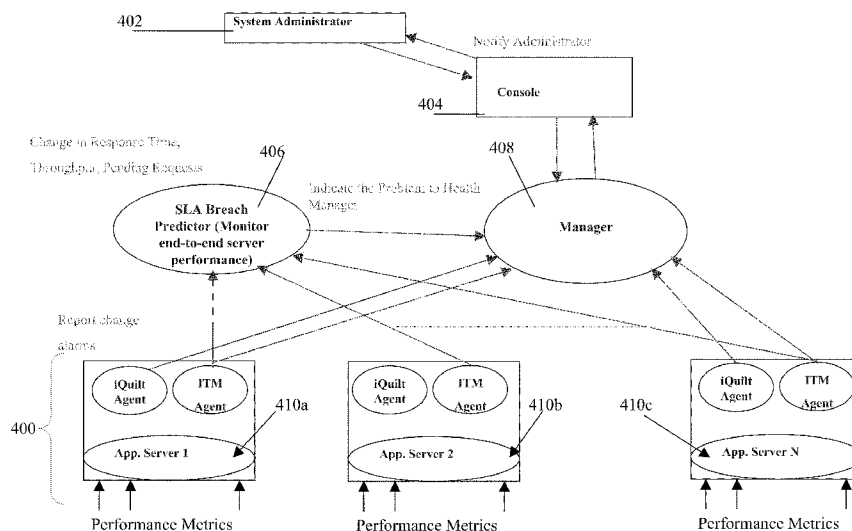 402
System Administrator
Notify Administrator
Console
404
Change in Response Time,
Throughput, Pending Requests
406
408
Indicate the Problem to Health
Manager
SLA Breach
Predictor (Monitor
end-to-end server
performance)
Manager
Report change
alarms
400
iQuilt
Agent
ITM
Agent
410a
App. Server 1
iQuilt
Agent
ITM
Agent
410b
App. Server 2
iQuilt
Agent
ITM
Agent
410c
App. Server N
Performance Metrics
Performance Metrics
Performance Metrics